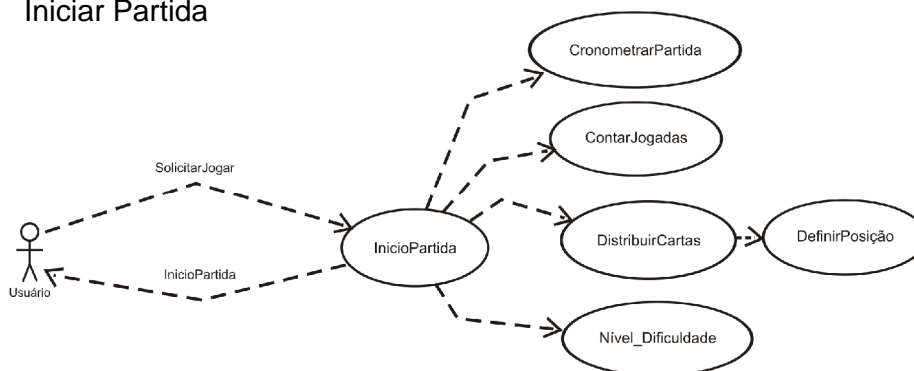 Iniciar Partida
CronometrarPartida
ContarJogadas
SolicitarJogar
InicioPartida
DistribuirCartas
DefinirPosição
InicioPartida
Usuário
Nível_Dificuldade